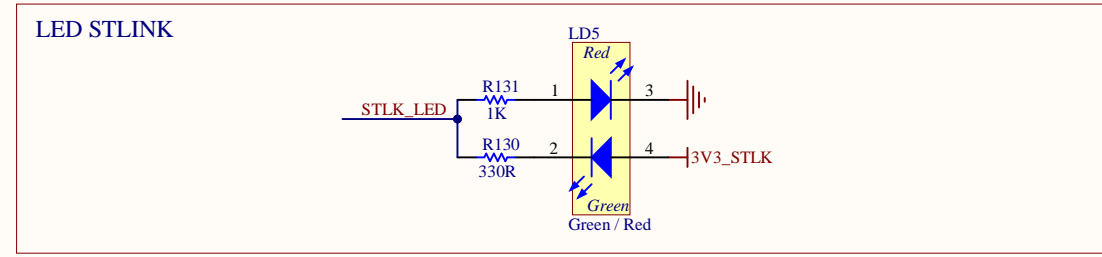 LED STLINK
LD5
Red
R131
1
3
1K
STLK_LED
R130
2
4
3V3_STLK
330R
Green
Green / Red